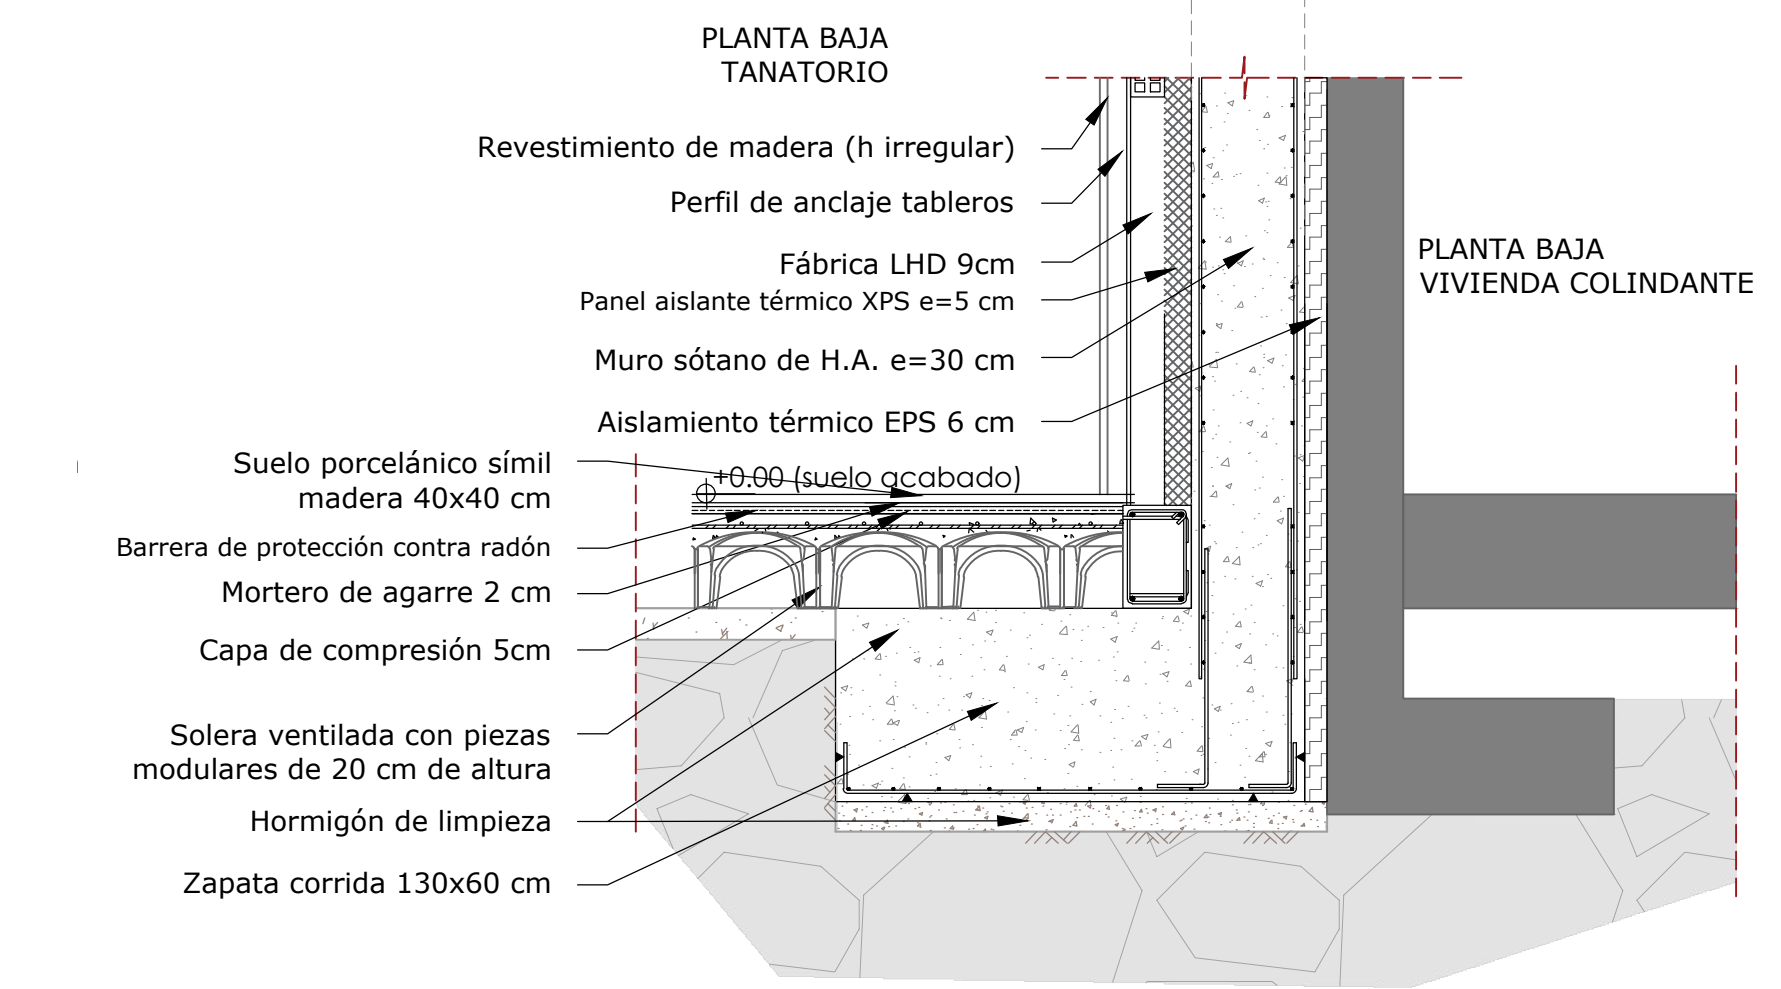 PLANTA BAJA
TANATORIO
Revestimiento de madera (h irregular)
Perfil de anclaje tableros
Fábrica LHD 9cm
Panel aislante térmico XPS e=5 cm
Muro sótano de H.A. e=30 cm
Aislamiento térmico EPS 6 cm
PLANTA BAJA
VIVIENDA COLINDANTE
+0.00 (suelo acabado)
Suelo porcelánico símil
madera 40x40 cm
Barrera de protección contra radón
Mortero de agarre 2 cm
Capa de compresión 5cm
Solera ventilada con piezas
modulares de 20 cm de altura
Hormigón de limpieza
Zapata corrida 130x60 cm